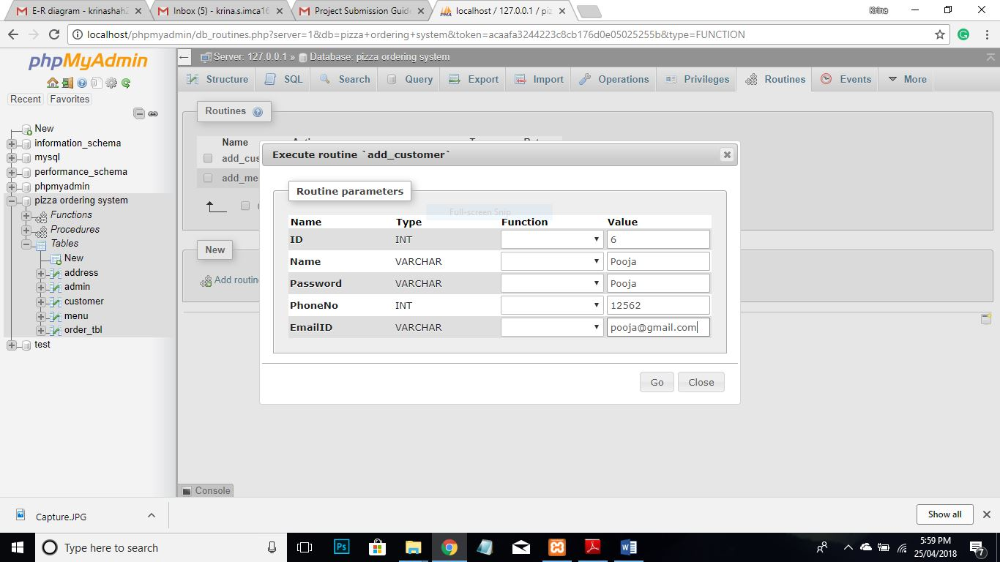 E-R diagram - krinashah2
Inbox (5) - krina.s.imca16
Project Submission Guide
localhost / 127.0.0.1 / piz
Krina
localhost/phpmyadmin/db_routines.php?server=1&db=pizza+ordering+system&token=acaafa3244223c82b176d0e05025255b&type=FUNCTION
phpMyAdmin
Recent Favorites
New
information_schema
mysql
performance_schema
phpmyadmin
pizza ordering system
Functions
Procedures
Tables
New
address
admin
customer
menu
order_tbl
test
Server: 127.0.0.1 » Database: pizza ordering system
Structure SQL Search Query Export Import Operations Privileges Routines Events More
Routines
Name
add_cus
add_me
New
Add routin
Execute routine `add_customer`
Routine parameters
Full-screen Snip
Name Type Function Value
ID INT 6
Name VARCHAR Pooja
Password VARCHAR Pooja
PhoneNo INT 12562
EmailID VARCHAR pooja@gmail.com
Go Close
Console
Capture.JPG
Show all
Type here to search
Ps
W
5:59 PM
25/04/2018
7